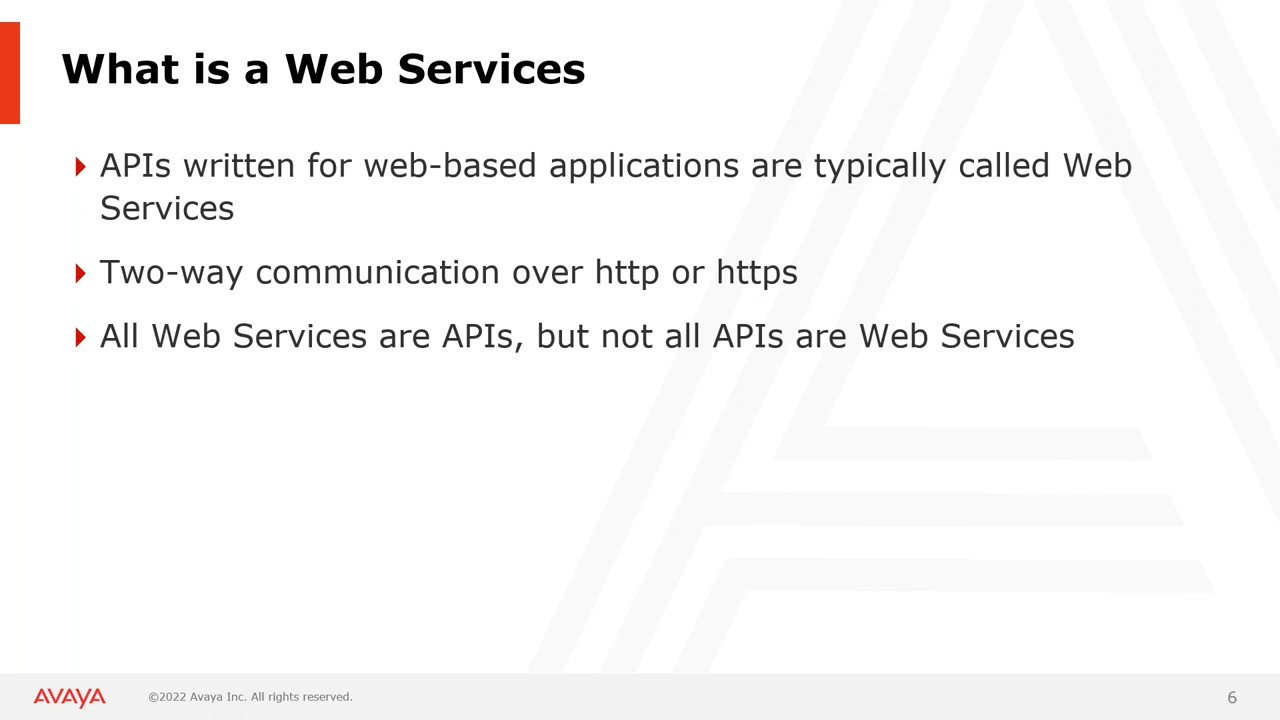 What is a Web Services
APIs written for web-based applications are typically called Web
Services
Two-way communication over http or https
All Web Services are APIs, but not all APIs are Web Services
AVAYA
©2022 Avaya Inc. All rights reserved.
6